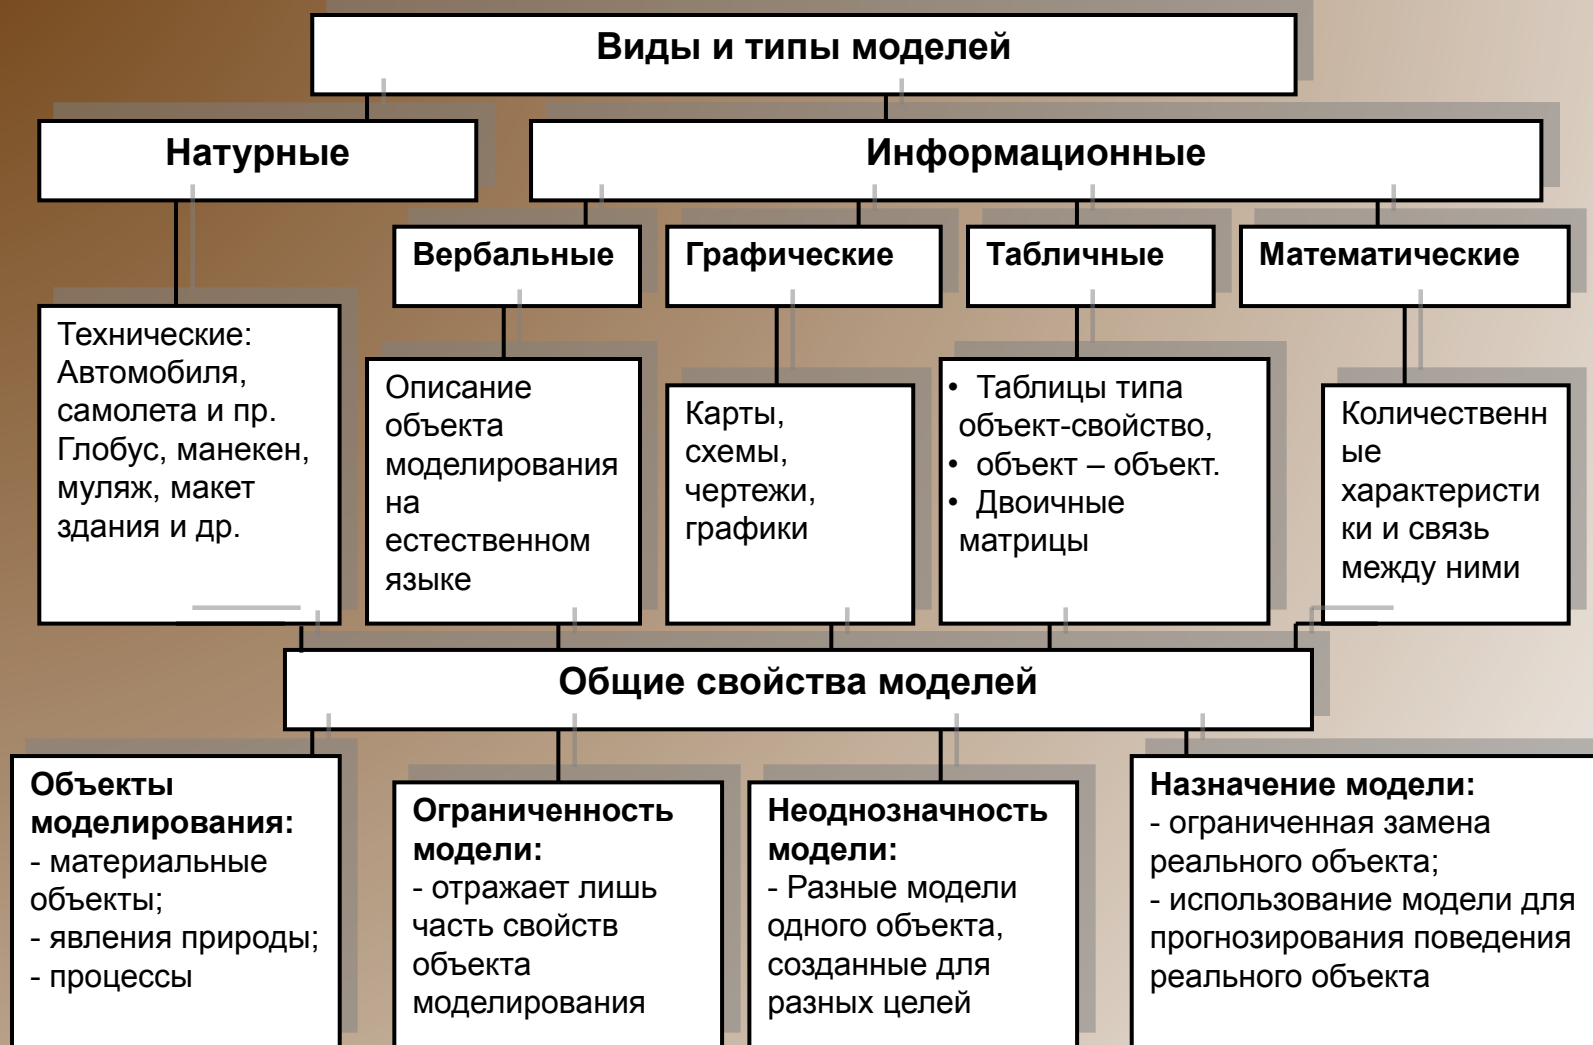 Виды и типы моделей
Натурные
Информационные
Вербальные
Графические
Табличные
Математические
Технические:
Автомобиля,
самолета и пр.
Глобус, манекен,
муляж, макет
здания и др.
Описание
объекта
моделирования
на
естественном
языке
Карты,
схемы,
чертежи,
графики
• Таблицы типа
объект-свойство,
• объект – объект.
• Двоичные
матрицы
Количественн
ые
характеристи
ки и связь
между ними
Общие свойства моделей
Объекты
моделирования:
- материальные
объекты;
- явления природы;
- процессы
Ограниченность
модели:
- отражает лишь
часть свойств
объекта
моделирования
Неоднозначность
модели:
- Разные модели
одного объекта,
созданные для
разных целей
Назначение модели:
- ограниченная замена
реального объекта;
- использование модели для
прогнозирования поведения
реального объекта